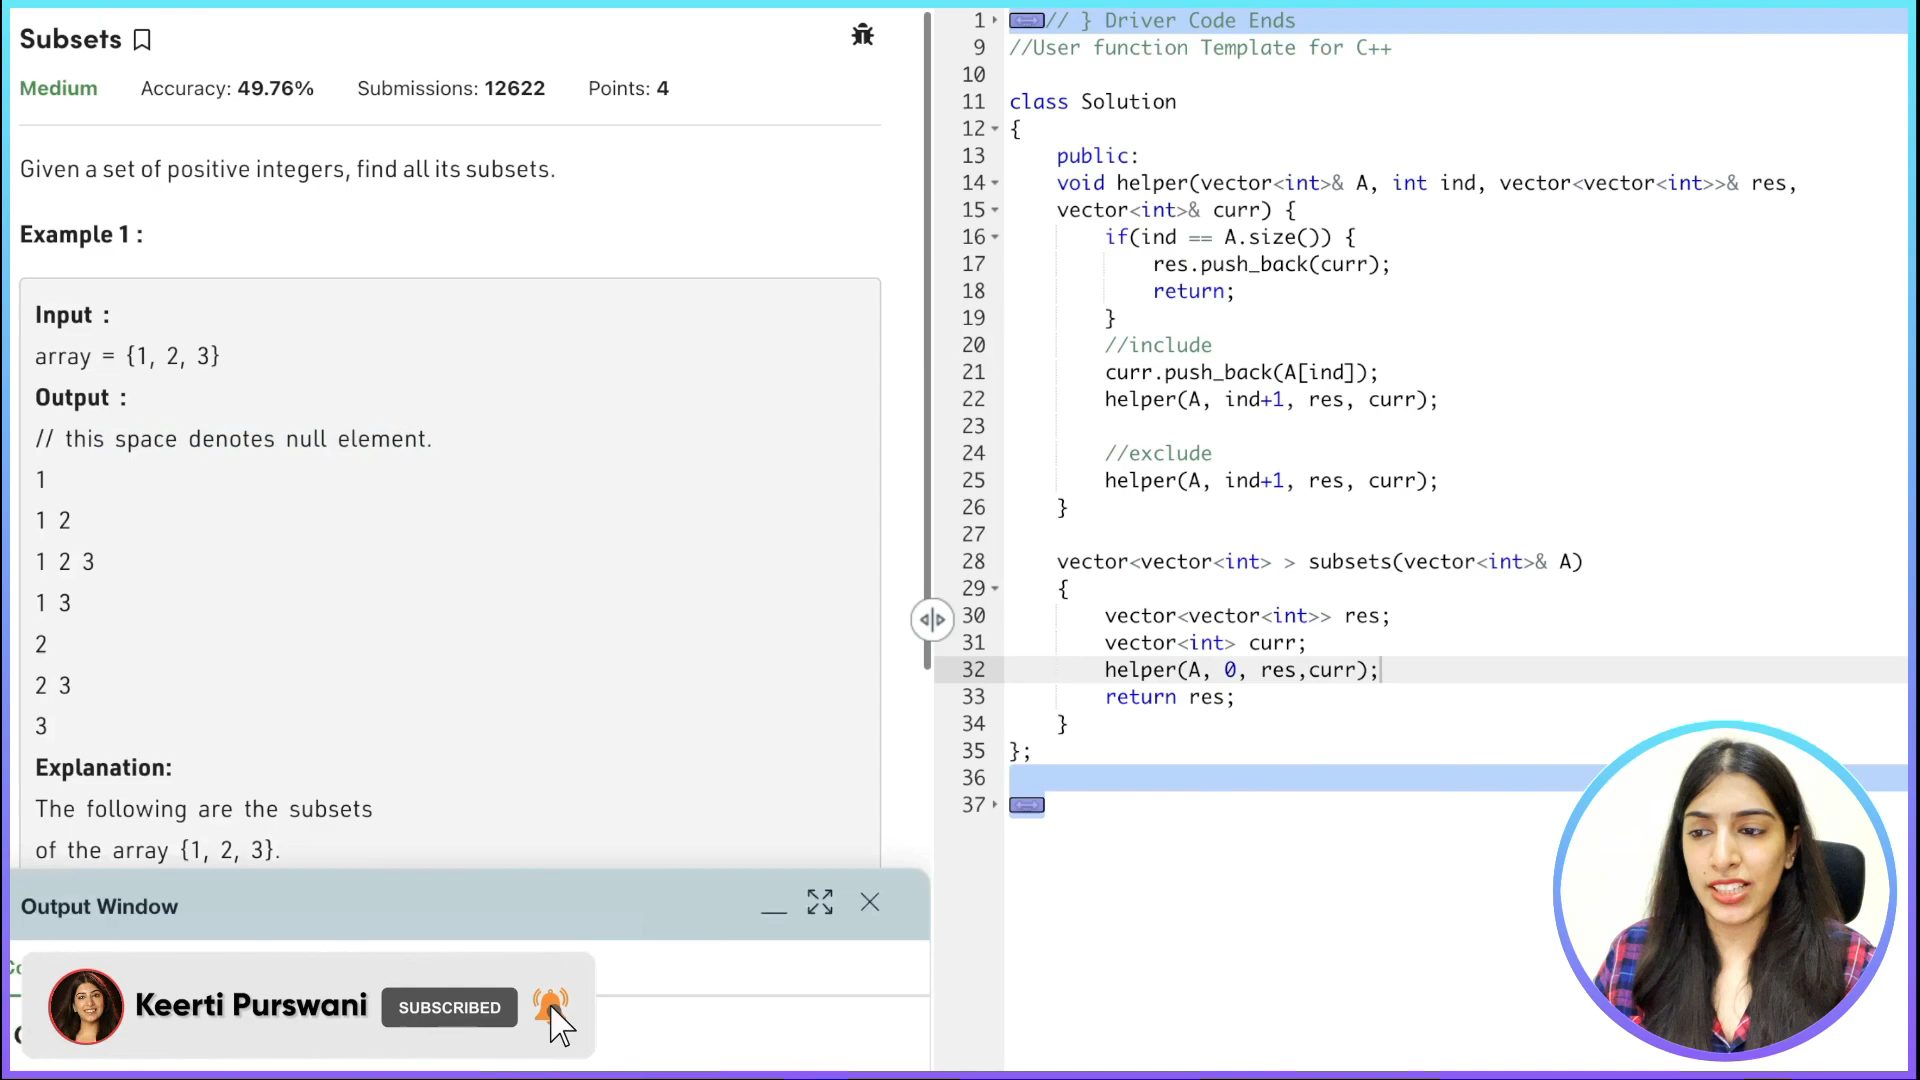 Subsets
Medium Accuracy: 49.76% Submissions: 12622 Points: 4
Given a set of positive integers, find all its subsets.
Example 1 :
Input :
array = {1, 2, 3}
Output :
// this space denotes null element.
1
1 2
1 2 3
1 3
2
2 3
3
Explanation:
The following are the subsets
of the array {1, 2, 3}.
Output Window
Keerti Purswani SUBSCRIBED
1 // } Driver Code Ends
9 //User function Template for C++
10
11 class Solution
12 {
13 public:
14 void helper(vector<int>& A, int ind, vector<vector<int>>& res,
15 vector<int>& curr) {
16 if(ind == A.size()) {
17 res.push_back(curr);
18 return;
19 }
20 //include
21 curr.push_back(A[ind]);
22 helper(A, ind+1, res, curr);
23
24 //exclude
25 helper(A, ind+1, res, curr);
26 }
27
28 vector<vector<int> > subsets(vector<int>& A)
29 {
30 vector<vector<int>> res;
31 vector<int> curr;
32 helper(A, 0, res,curr);
33 return res;
34 }
35 };
36
37